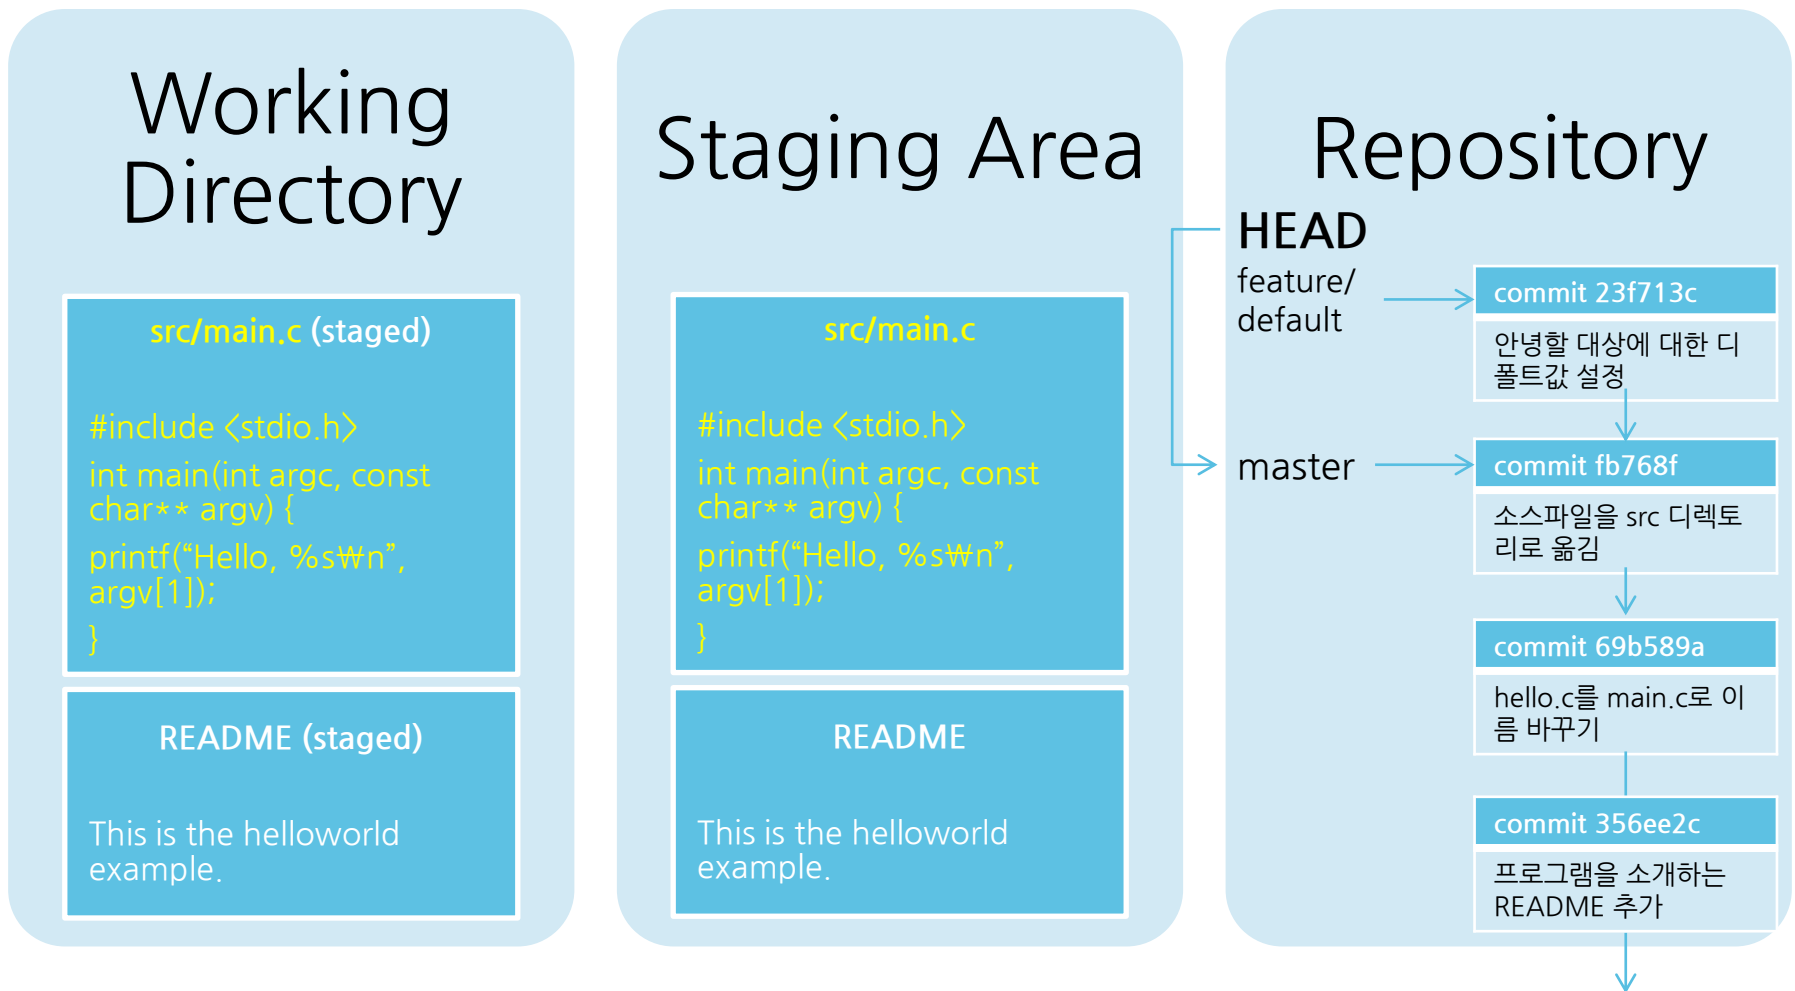 Working
Directory
src/main.c (staged)
#include <stdio.h>
int main(int argc, const
char** argv) {
printf(“Hello, %s₩n”,
argv[1]);
}
README (staged)
This is the helloworld
example.
Staging Area
src/main.c
#include <stdio.h>
int main(int argc, const
char** argv) {
printf(“Hello, %s₩n”,
argv[1]);
}
README
This is the helloworld
example.
Repository
HEAD
feature/
default
master
commit 23f713c
안녕할 대상에 대한 디
폴트값 설정
commit fb768f
소스파일을 src 디렉토
리로 옮김
commit 69b589a
hello.c를 main.c로 이
름 바꾸기
commit 356ee2c
프로그램을 소개하는
README 추가